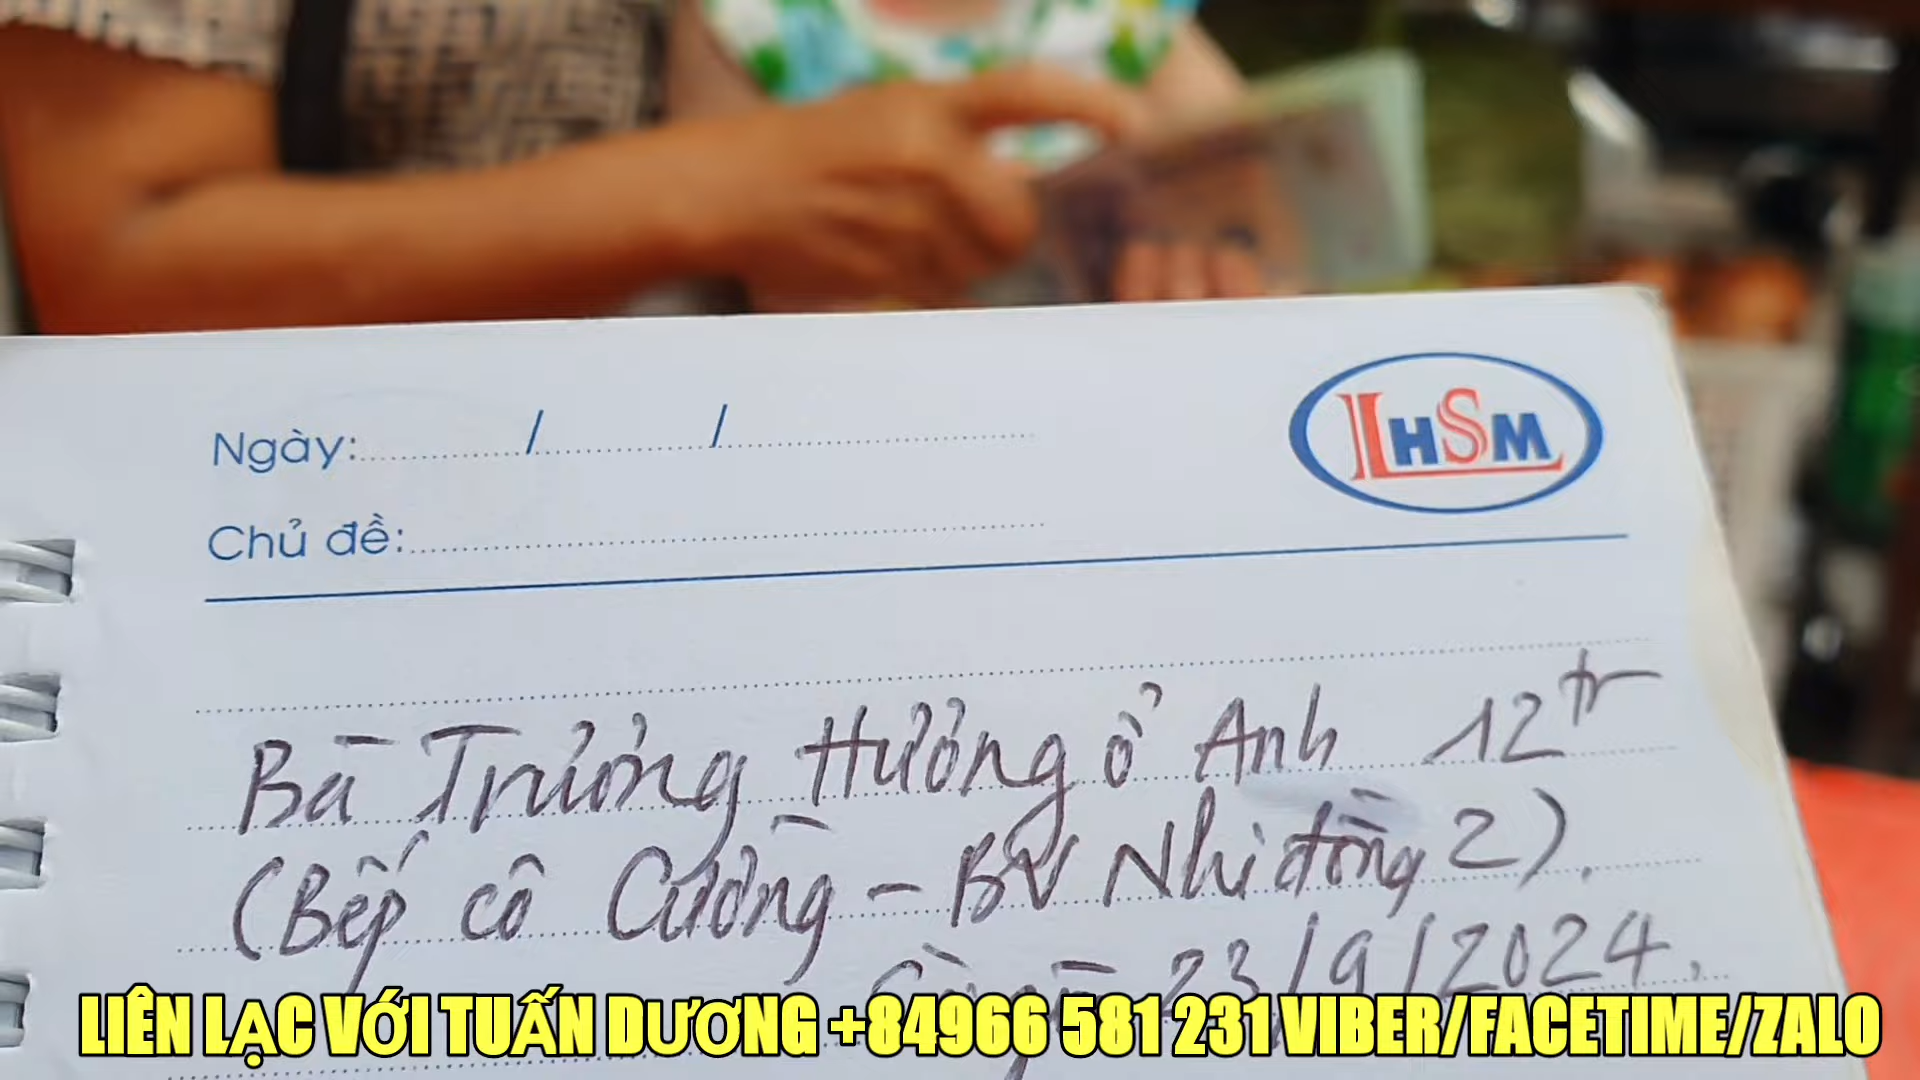 Ngày: / /
LHSM
Chủ đề:
Bà Trưởng Hưởng ở Anh 12tr
(Bếp cô Cường - BV Nhi đồng 2).
23/9/2024.
LIÊN LẠC VỚI TUẤN DƯƠNG +84966 581 231 VIBER/FACETIME/ZALO